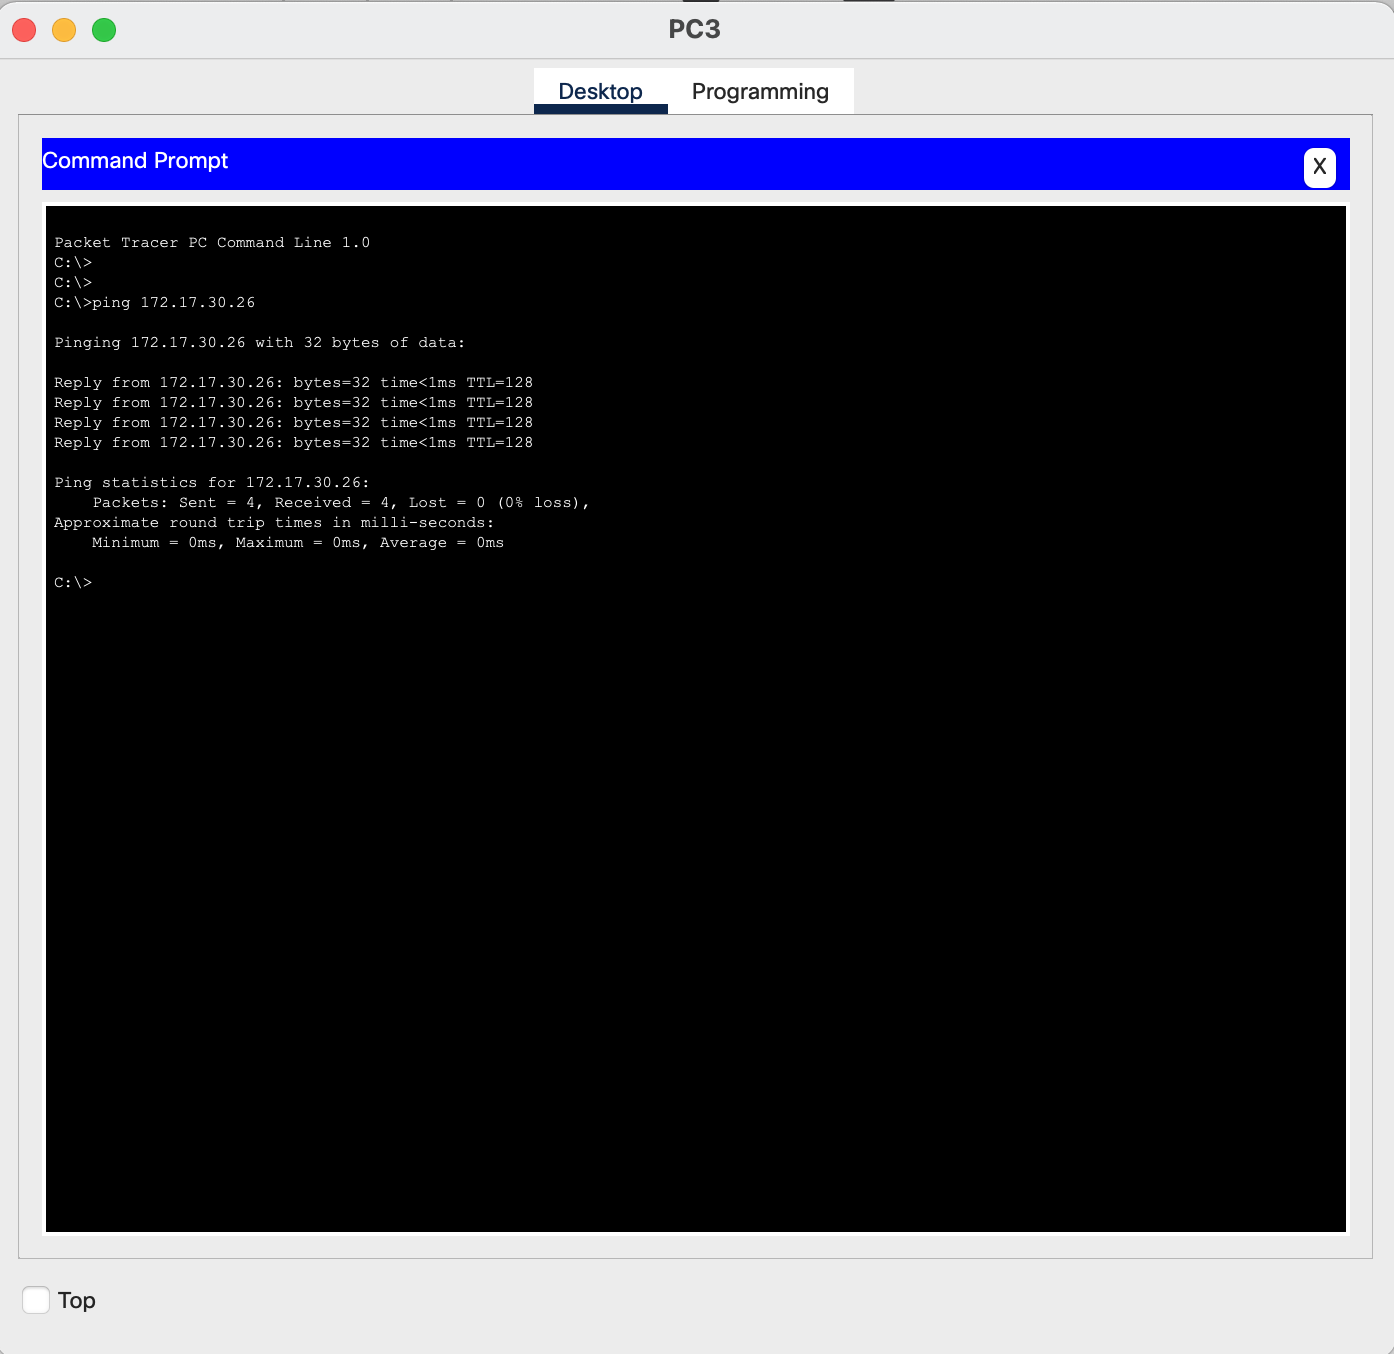 PC3
Desktop Programming
Command Prompt
X
Packet Tracer PC Command Line 1.0
C:\>
C:\>
C:\>ping 172.17.30.26
Pinging 172.17.30.26 with 32 bytes of data:
Reply from 172.17.30.26: bytes=32 time<1ms TTL=128
Reply from 172.17.30.26: bytes=32 time<1ms TTL=128
Reply from 172.17.30.26: bytes=32 time<1ms TTL=128
Reply from 172.17.30.26: bytes=32 time<1ms TTL=128
Ping statistics for 172.17.30.26:
    Packets: Sent = 4, Received = 4, Lost = 0 (0% loss),
Approximate round trip times in milli-seconds:
    Minimum = 0ms, Maximum = 0ms, Average = 0ms
C:\>
Top